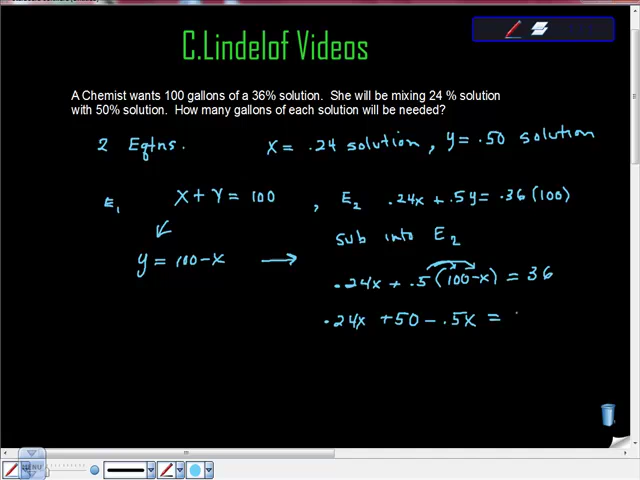 C.Lindelof Videos
A Chemist wants 100 gallons of a 36% solution. She will be mixing 24 % solution
with 50% solution. How many gallons of each solution will be needed?
2 Eqtns. x = .24 solution, y = .50 solution
E1 x + y = 100 , E2 .24x + .5y = .36(100)
y = 100-x → sub into E2
.24x + .5(100-x) = 36
.24x +50 - .5x =
MENU